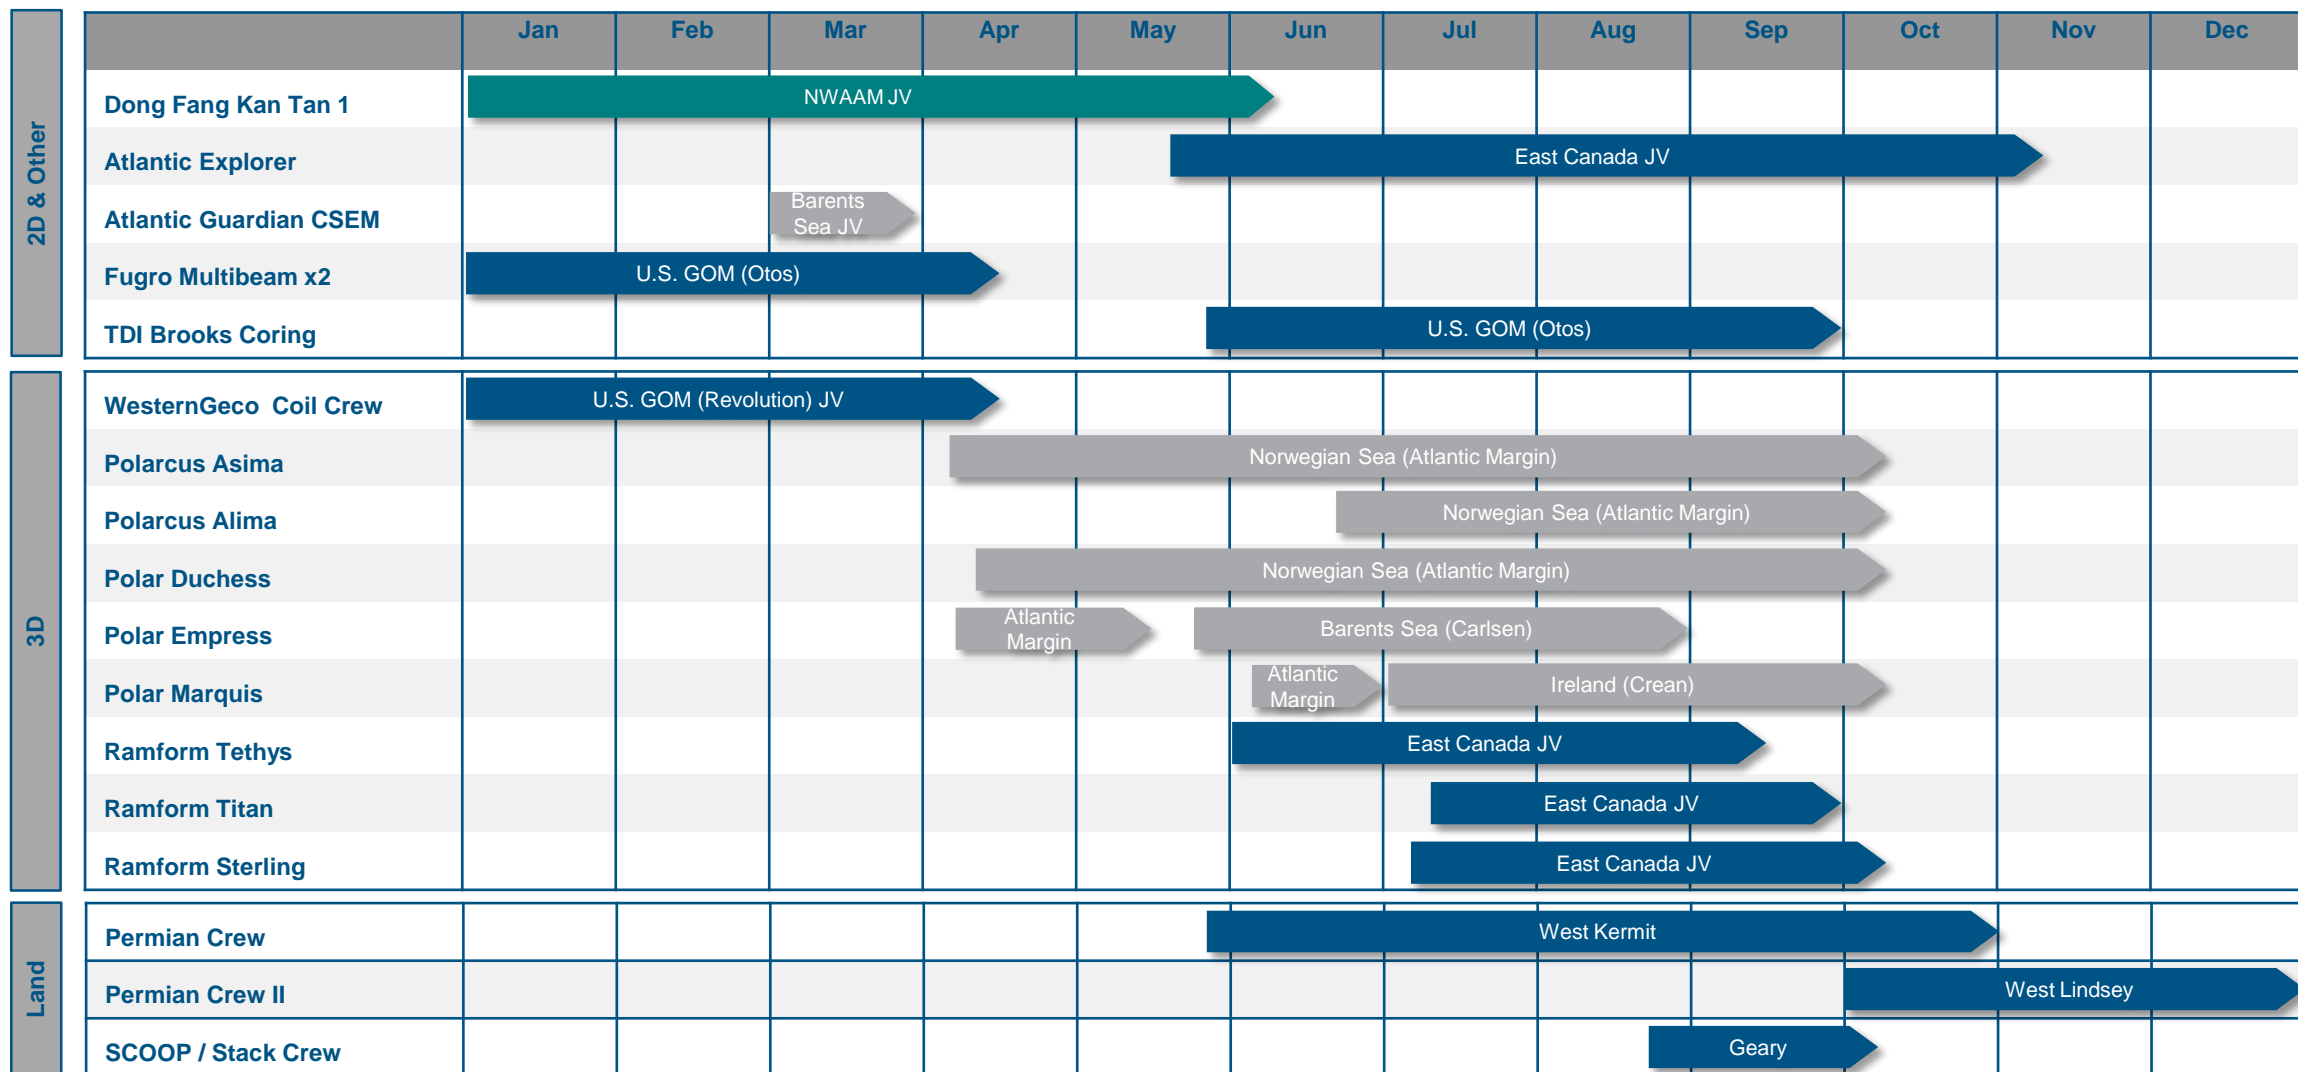 Jan Feb Mar Apr May Jun Jul Aug Sep Oct Nov Dec
2D & Other
Dong Fang Kan Tan 1 NWAAM JV
Atlantic Explorer East Canada JV
Atlantic Guardian CSEM Barents
Sea JV
Fugro Multibeam x2 U.S. GOM (Otos)
TDI Brooks Coring U.S. GOM (Otos)
3D
WesternGeco Coil Crew U.S. GOM (Revolution) JV
Polarcus Asima Norwegian Sea (Atlantic Margin)
Polarcus Alima Norwegian Sea (Atlantic Margin)
Polar Duchess Norwegian Sea (Atlantic Margin)
Polar Empress Atlantic
Margin Barents Sea (Carlsen)
Polar Marquis Atlantic
Margin Ireland (Crean)
Ramform Tethys East Canada JV
Ramform Titan East Canada JV
Ramform Sterling East Canada JV
Land
Permian Crew West Kermit
Permian Crew II West Lindsey
SCOOP / Stack Crew Geary